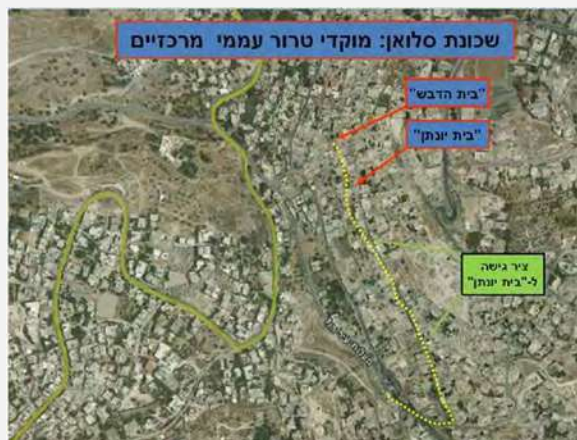 שכונת סלואן: מוקדי טרור עממי מרכזיים
"בית הדבש"
"בית יונתן"
ציר גישה
ל-"בית יונתן"